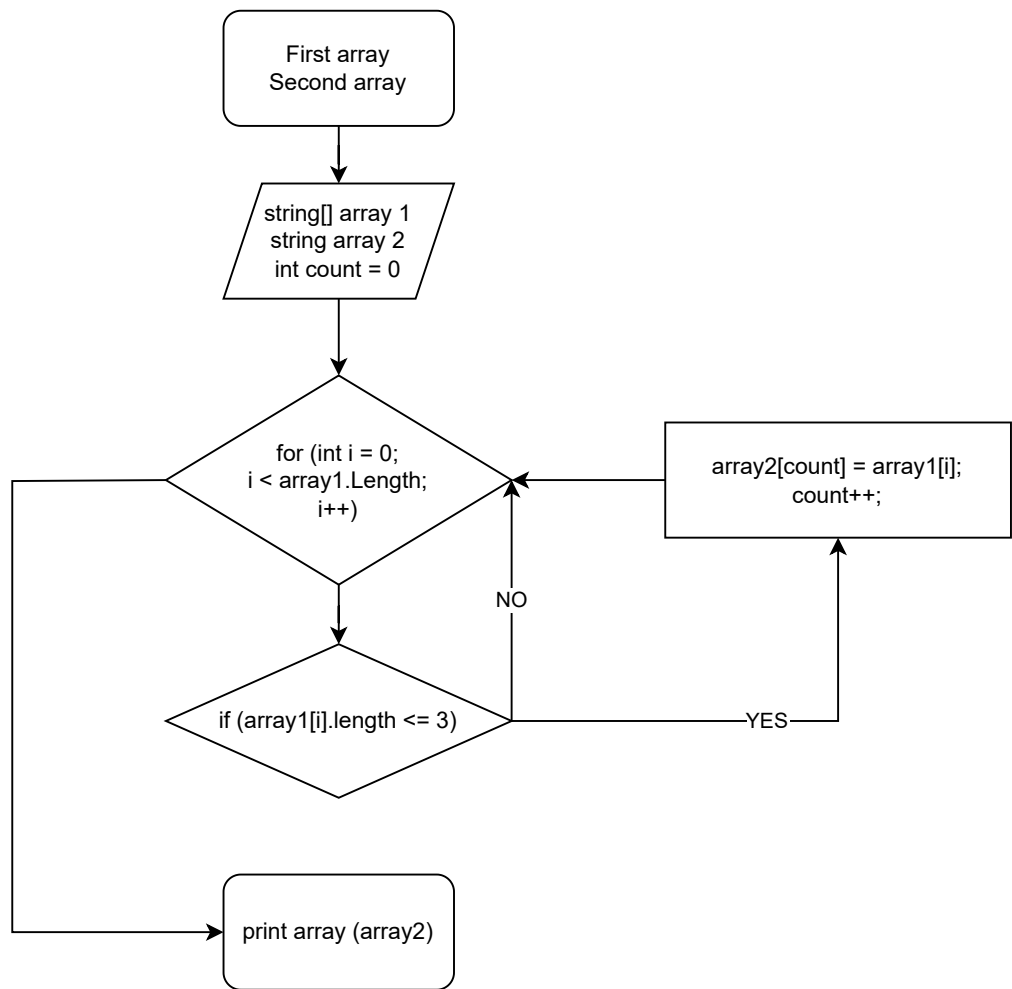 First array
Second array
string[] array 1
string array 2
int count = 0
for (int i = 0;
i < array1.Length;
i++)
array2[count] = array1[i];
count++;
NO
if (array1[i].length <= 3)
YES
print array (array2)